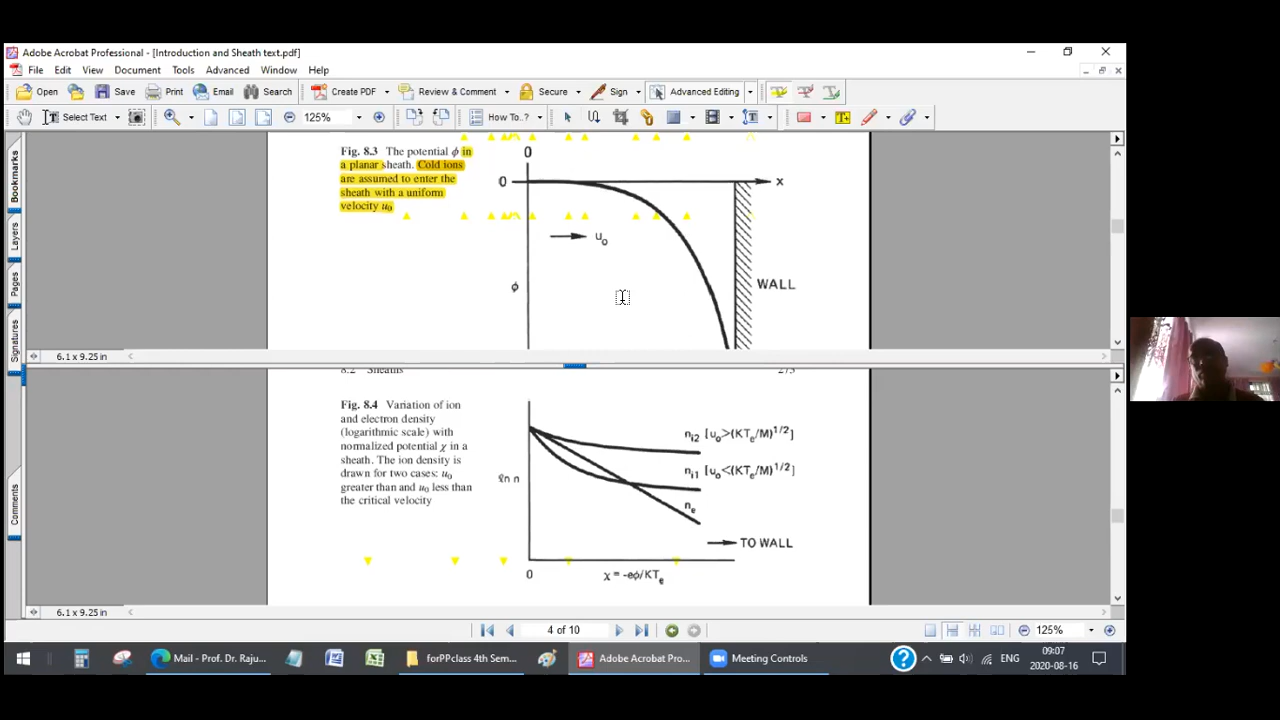 Adobe Acrobat Professional - [Introduction and Sheath text.pdf]
File Edit View Document Tools Advanced Window Help
Open Save Print Email Search Create PDF Review & Comment Secure Sign Advanced Editing
Select Text 125% How To..?
Bookmarks
Layers
Pages
Signatures
Comments
Fig. 8.3 The potential ϕ in
a planar sheath. Cold ions
are assumed to enter the
sheath with a uniform
velocity u₀
0
0
x
u₀
ϕ
WALL
6.1 x 9.25 in
8.2 Sheaths 275
Fig. 8.4 Variation of ion
and electron density
(logarithmic scale) with
normalized potential χ in a
sheath. The ion density is
drawn for two cases: u₀
greater than and u₀ less than
the critical velocity
ℓn n
nᵢ₂ [u₀>(KTₑ/M)^1/2]
nᵢ₁ [u₀<(KTₑ/M)^1/2]
nₑ
TO WALL
0
χ = -eϕ/KTₑ
6.1 x 9.25 in
4 of 10
125%
Mail - Prof. Dr. Raju...
forPPclass 4th Sem...
Adobe Acrobat Pro...
Meeting Controls
ENG
09:07
2020-08-16